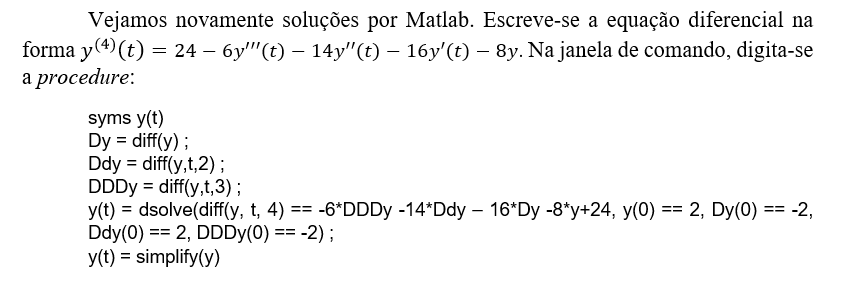 Vejamos novamente soluções por Matlab. Escreve-se a equação diferencial na
forma y⁽⁴⁾(t) = 24 − 6y′′′(t) − 14y′′(t) − 16y′(t) − 8y. Na janela de comando, digita-se
a procedure:
syms y(t)
Dy = diff(y) ;
Ddy = diff(y,t,2) ;
DDDy = diff(y,t,3) ;
y(t) = dsolve(diff(y, t, 4) == -6*DDDy -14*Ddy – 16*Dy -8*y+24, y(0) == 2, Dy(0) == -2,
Ddy(0) == 2, DDDy(0) == -2) ;
y(t) = simplify(y)